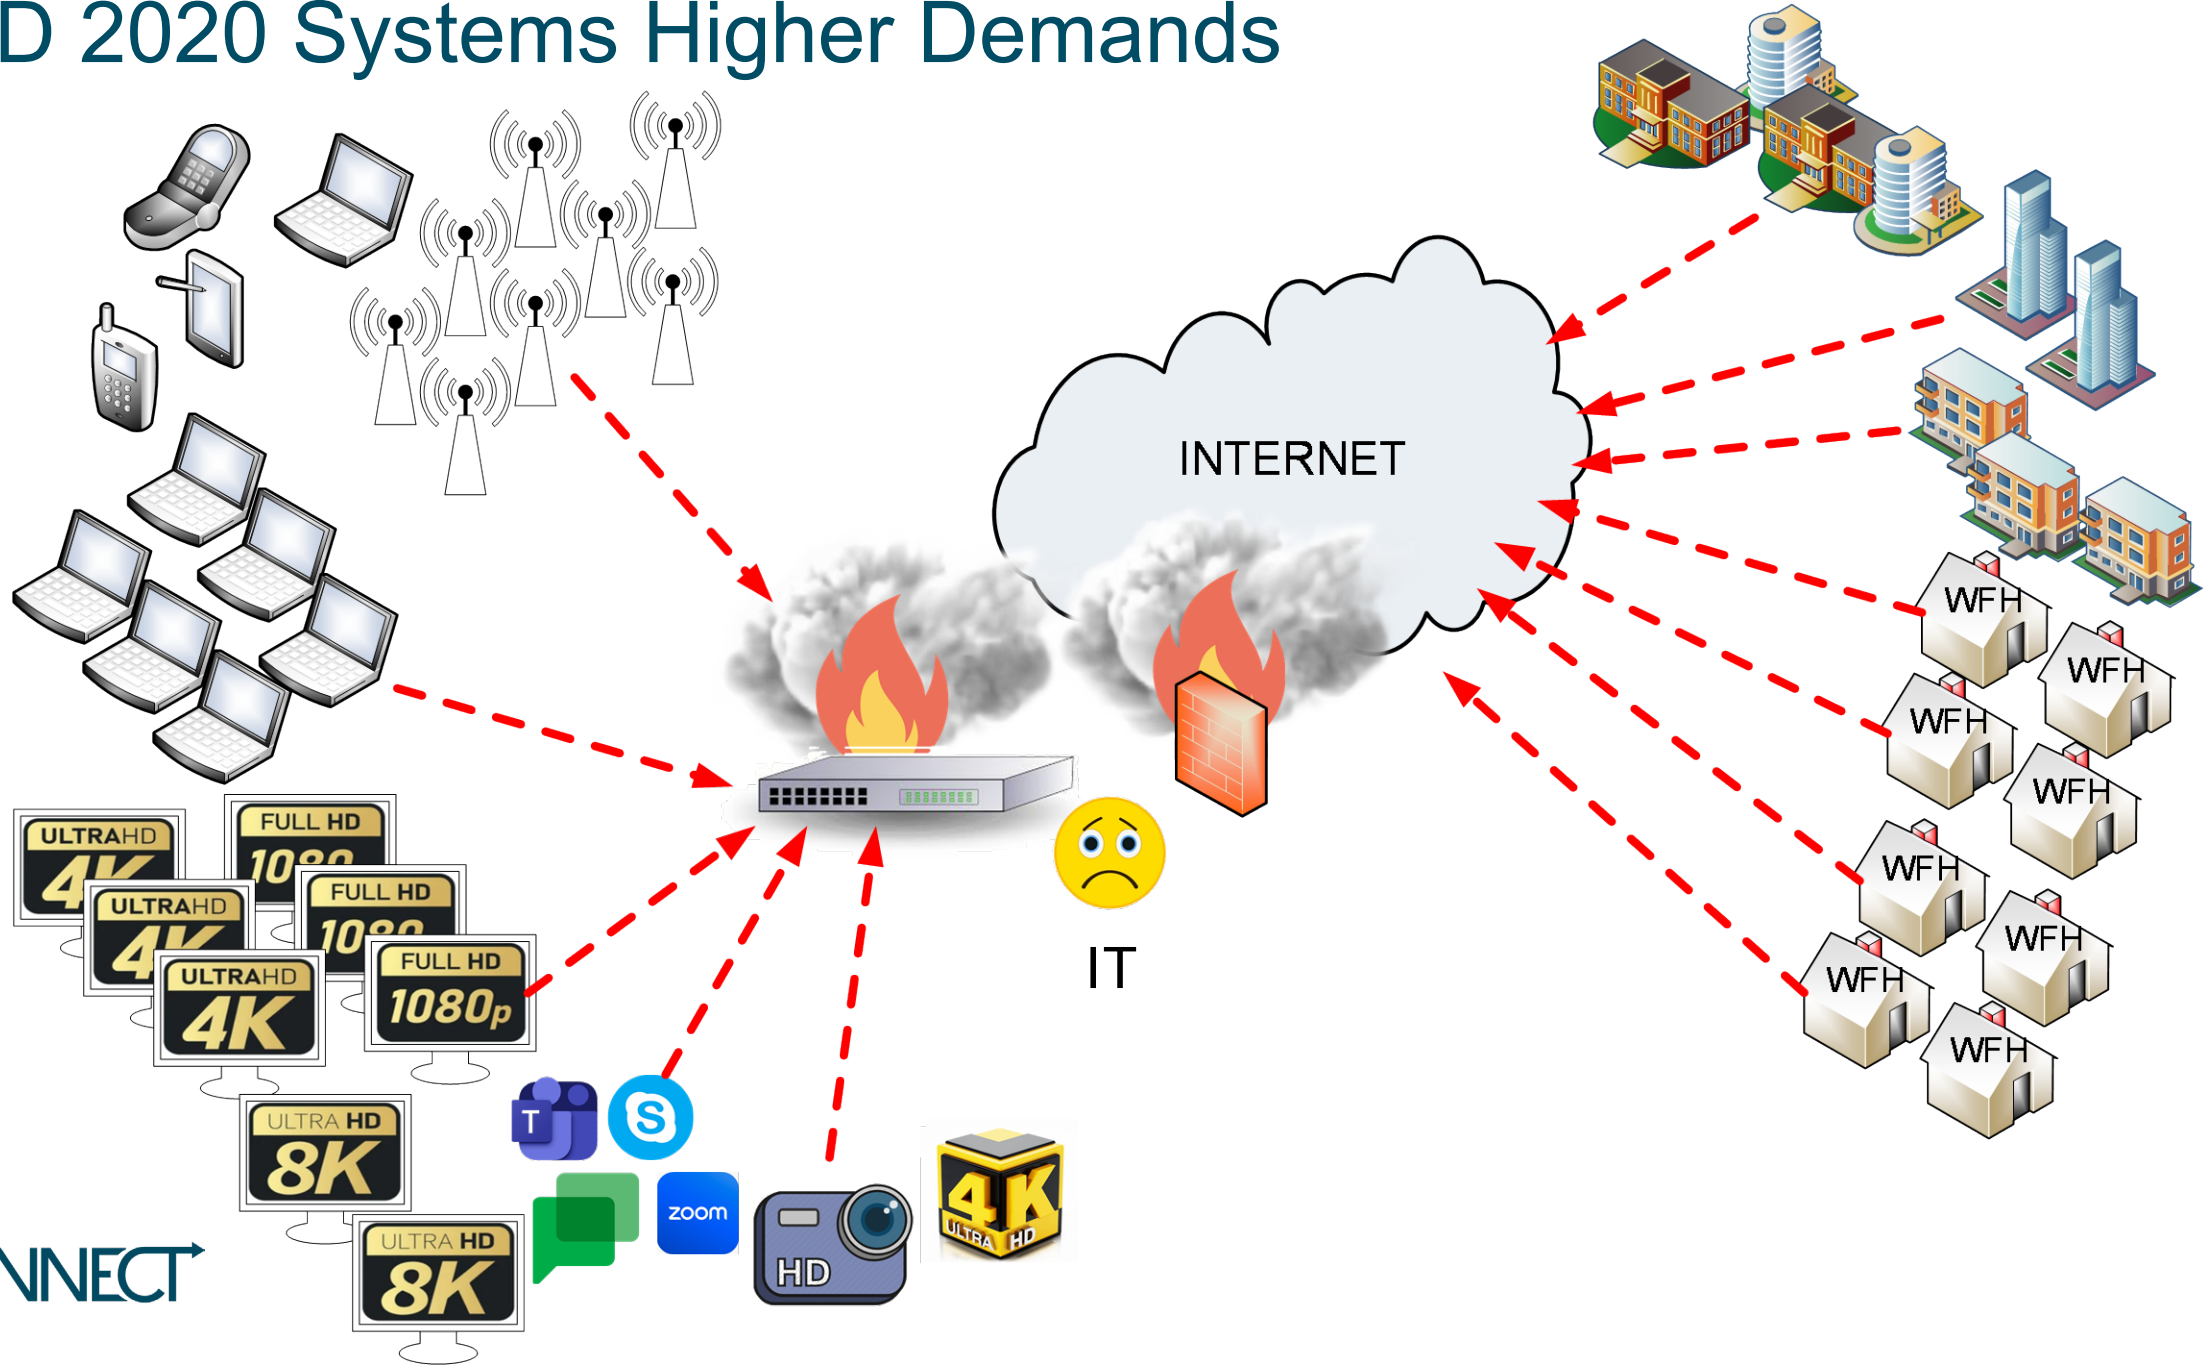 D 2020 Systems Higher Demands
INTERNET
WFH
WFH
WFH
WFH
WFH
WFH
WFH
WFH
IT
ULTRAHD
4K
FULL HD
1080
ULTRAHD
4K
FULL HD
1080
ULTRAHD
4K
FULL HD
1080p
ULTRA HD
8K
ULTRA HD
8K
T
S
zoom
HD
4K
ULTRA HD
NNECT